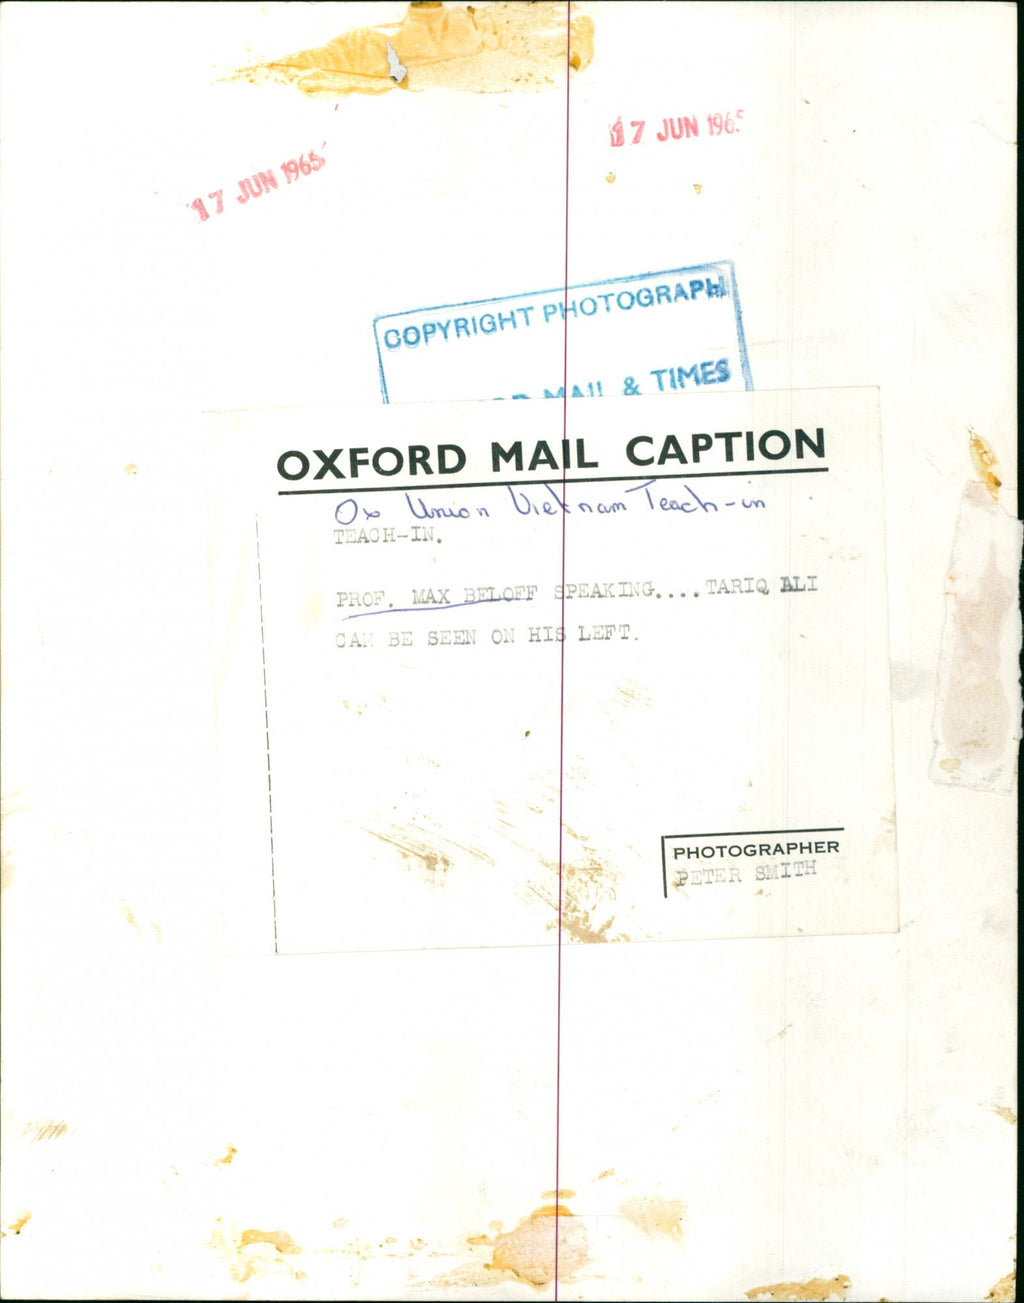 17 JUN 1965
17 JUN 1965
COPYRIGHT PHOTOGRAPH
MAIL & TIMES
OXFORD MAIL CAPTION
Ox Union Vietnam Teach-in
TEACH-IN.
PROF. MAX BELOFF SPEAKING....TARIQ ALI
CAN BE SEEN ON HIS LEFT.
PHOTOGRAPHER
PETER SMITH